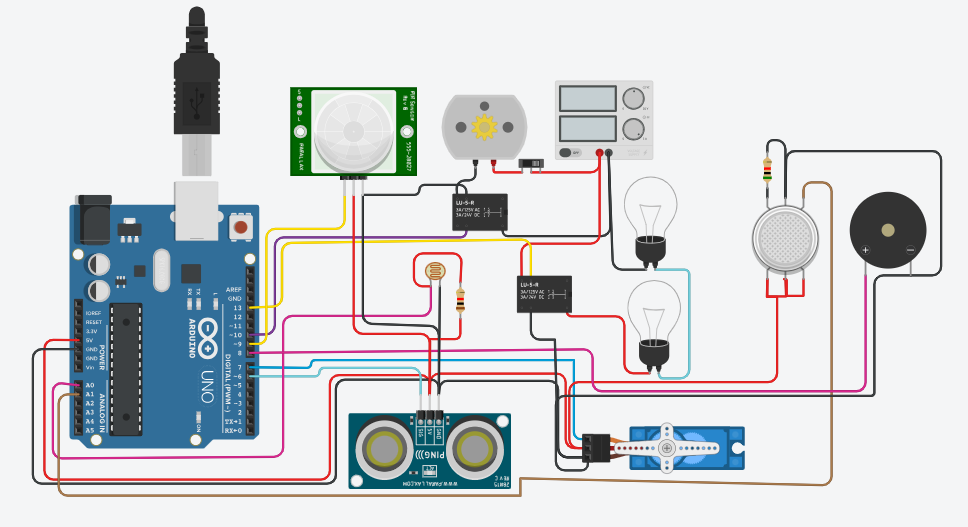 PIR Sensor
Rev B
555-28027
PARALLAX
LU-5-R
3A/125V AC
3A/24V DC
LU-5-R
3A/125V AC
3A/24V DC
AREF
GND
13
12
~11
~10
~9
8
7
~6
~5
4
~3
2
TX→1
RX←0
DIGITAL (PWM~)
IOREF
RESET
3.3V
5V
GND
GND
Vin
POWER
A0
A1
A2
A3
A4
A5
ANALOG IN
RX
TX
L
ARDUINO
UNO
ON
SIG
5V
GND
PING)))
WWW.PARALLAX.COM
28015
REV C